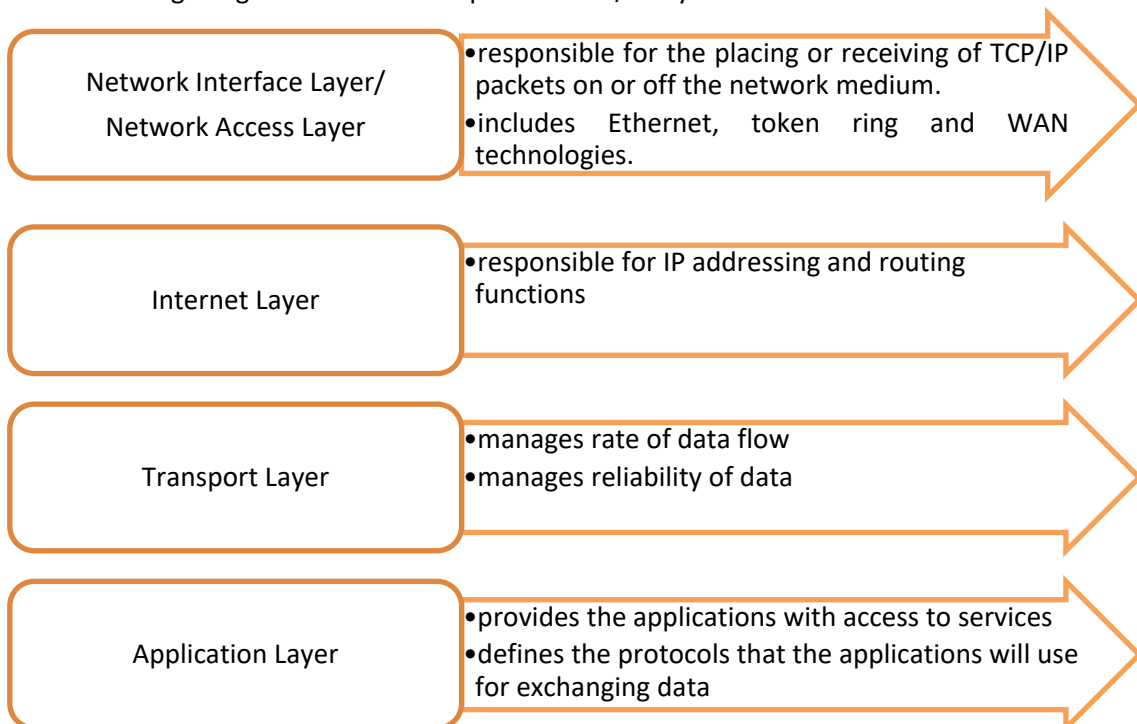 Network Interface Layer/
Network Access Layer
•responsible for the placing or receiving of TCP/IP
packets on or off the network medium.
•includes Ethernet, token ring and WAN
technologies.
Internet Layer
•responsible for IP addressing and routing
functions
Transport Layer
•manages rate of data flow
•manages reliability of data
Application Layer
•provides the applications with access to services
•defines the protocols that the applications will use
for exchanging data